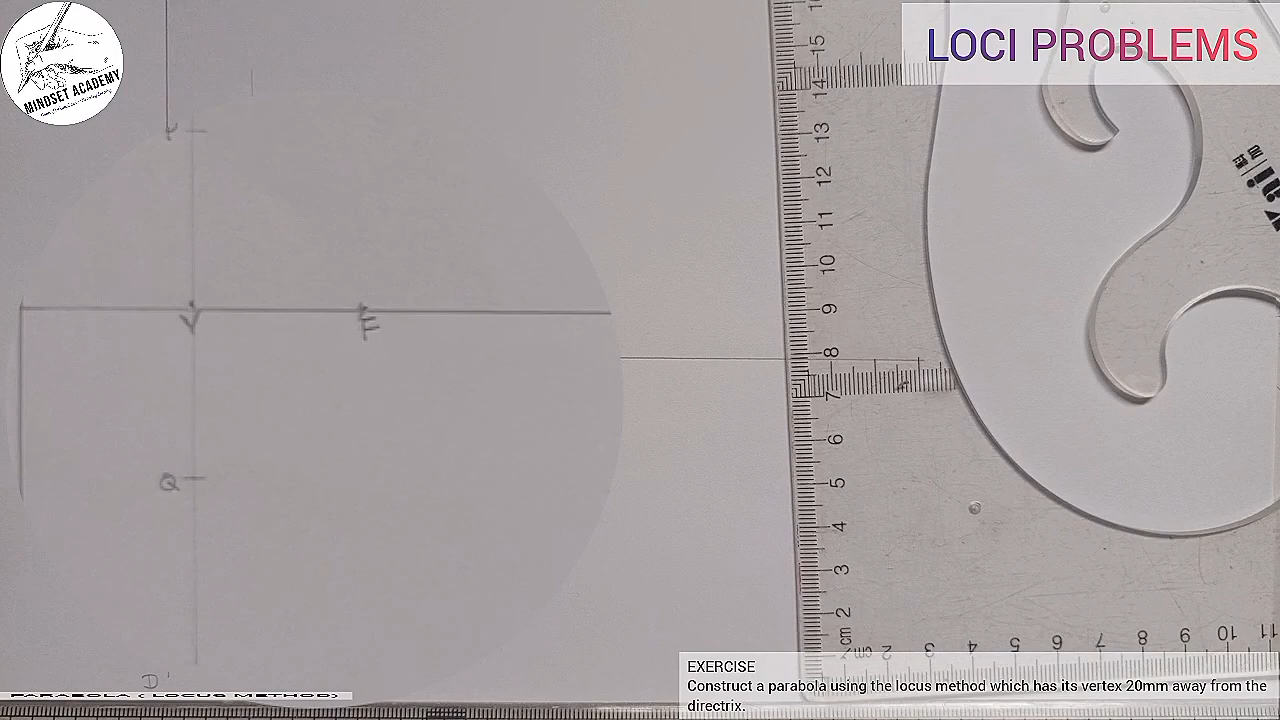 LOCI PROBLEMS
MINDSET ACADEMY
V
F
Q
D'
PARABOLA ( LOCUS METHOD)
15
14
13
12
11
10
9
8
7
6
5
4
3
2
cm
cm 2 3 4 5 6 7 8 9 10 11
EXERCISE
Construct a parabola using the locus method which has its vertex 20mm away from the
directrix.